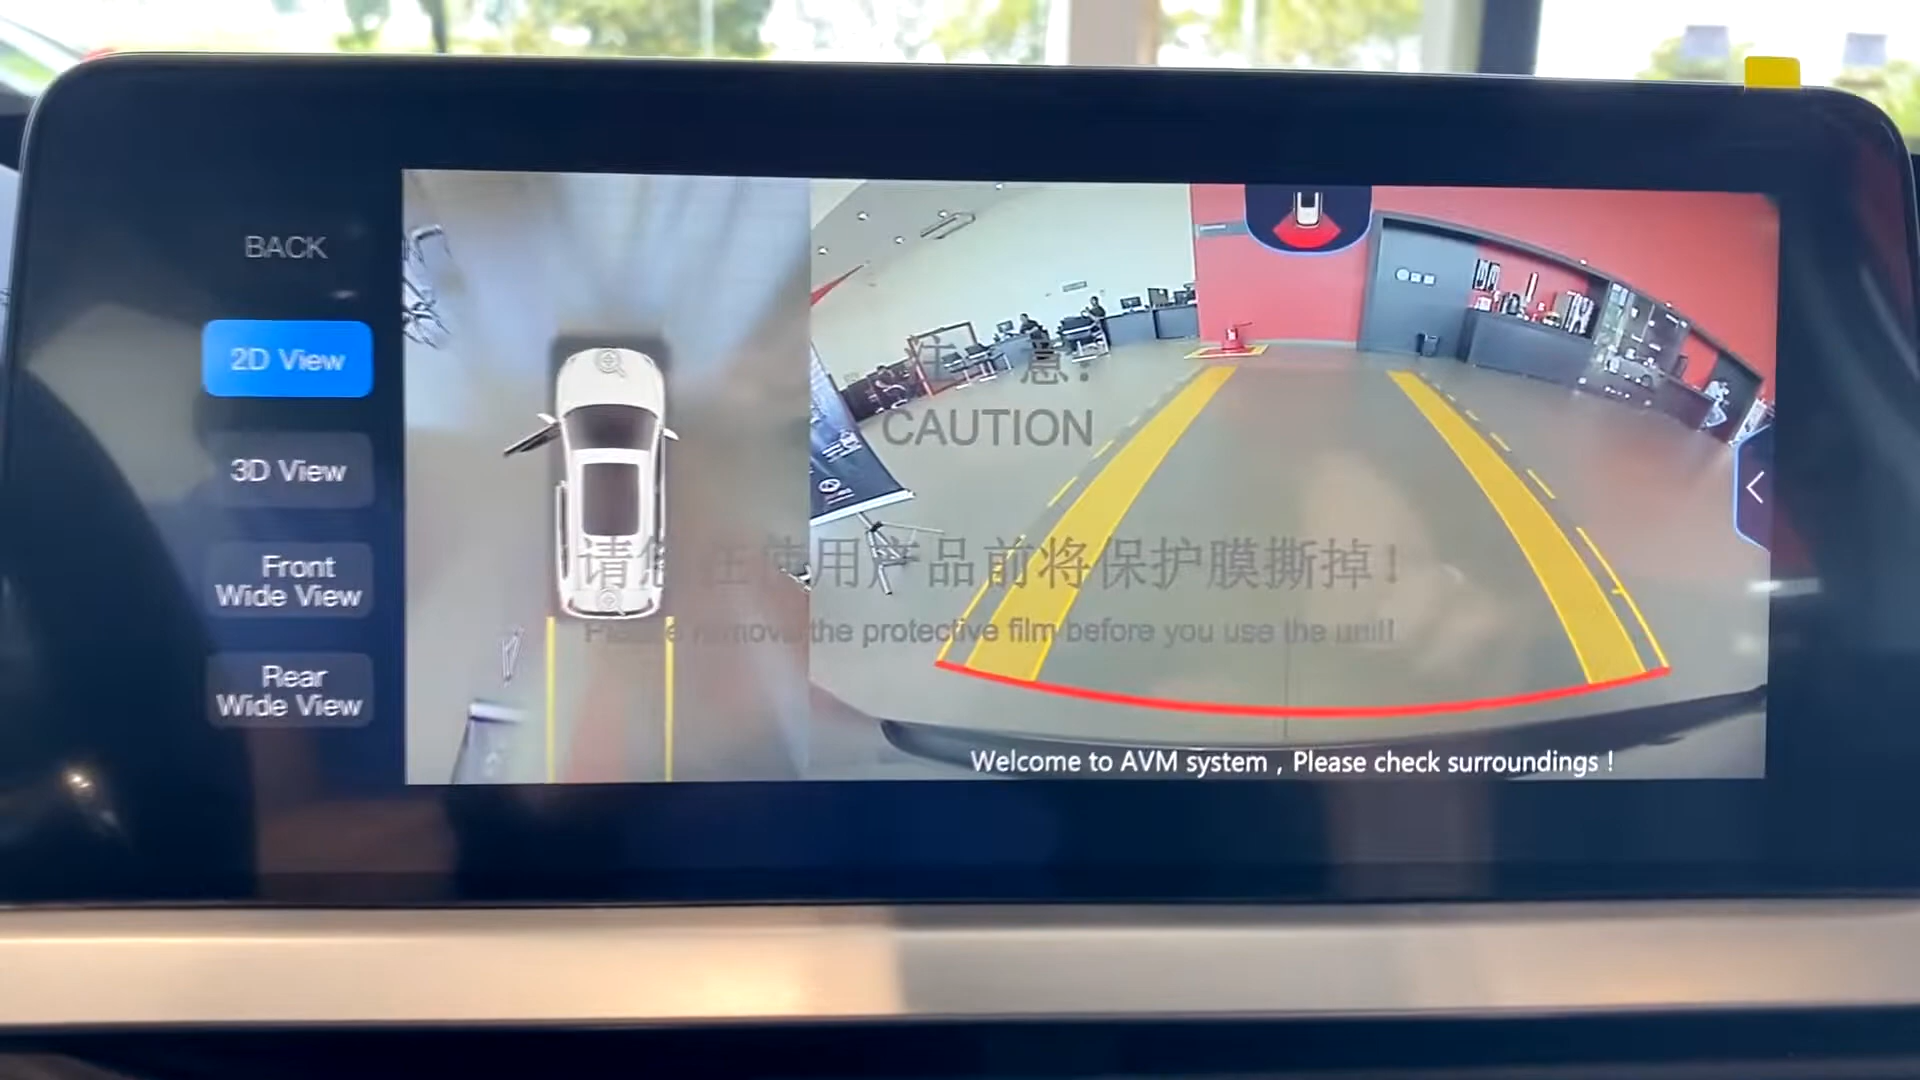 BACK
2D View
3D View
Front
Wide View
Rear
Wide View
注 意:
CAUTION
请您在使用产品前将保护膜撕掉!
Please remove the protective film before you use the unit!
Welcome to AVM system , Please check surroundings !